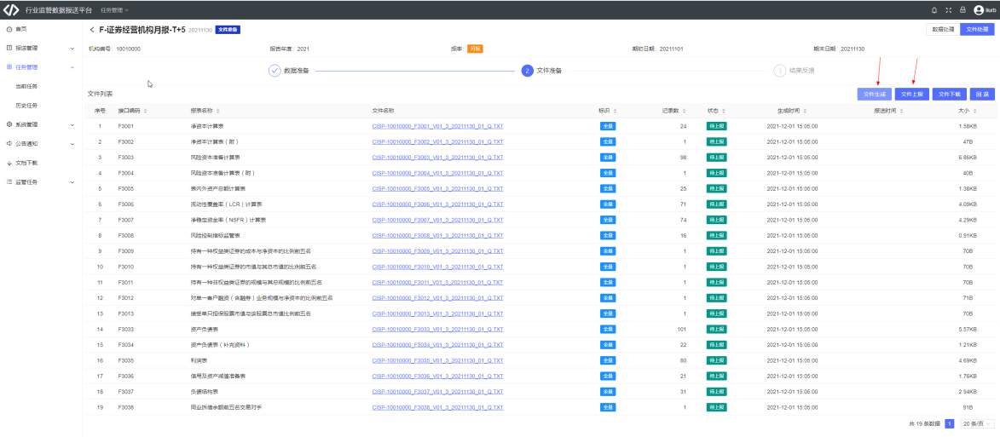 行业监管数据报送平台 任务管理 liurb
首页
报送管理
任务管理
当前任务
历史任务
系统管理
公告通知
文档下载
监管任务
F-证券经营机构月报-T+5 20211130 文件准备 数据处理 文件处理
机构编号: 10010000 报告年度: 2021 频率: 月报 期初日期: 20211101 期末日期: 20211130
数据准备 2 文件准备 3 结果反馈
文件列表 文件生成 文件上报 文件下载 回 退
序号 接口编码 报表名称 文件名称 标识 记录数 状态 生成时间 报送时间 大小
1 F3001 净资本计算表 CISP-10010000_F3001_V01_3_20211130_01_Q.TXT 全量 24 待上报 2021-12-01 15:05:00 1.56KB
2 F3002 净资本计算表(附) CISP-10010000_F3002_V01_3_20211130_01_Q.TXT 全量 1 待上报 2021-12-01 15:05:00 47B
3 F3003 风险资本准备计算表 CISP-10010000_F3003_V01_3_20211130_01_Q.TXT 全量 98 待上报 2021-12-01 15:05:00 6.86KB
4 F3004 风险资本准备计算表(附) CISP-10010000_F3004_V01_3_20211130_01_Q.TXT 全量 1 待上报 2021-12-01 15:05:00 40B
5 F3005 表内外资产总额计算表 CISP-10010000_F3005_V01_3_20211130_01_Q.TXT 全量 25 待上报 2021-12-01 15:05:00 1.38KB
6 F3006 流动性覆盖率(LCR)计算表 CISP-10010000_F3006_V01_3_20211130_01_Q.TXT 全量 71 待上报 2021-12-01 15:05:00 4.09KB
7 F3007 净稳定资金率(NSFR)计算表 CISP-10010000_F3007_V01_3_20211130_01_Q.TXT 全量 74 待上报 2021-12-01 15:05:00 4.29KB
8 F3008 风险控制指标监管表 CISP-10010000_F3008_V01_3_20211130_01_Q.TXT 全量 16 待上报 2021-12-01 15:05:00 0.91KB
9 F3009 持有一种权益类证券的成本与净资本的比例前五名 CISP-10010000_F3009_V01_3_20211130_01_Q.TXT 全量 1 待上报 2021-12-01 15:05:00 70B
10 F3010 持有一种权益类证券的市值与其总市值的比例前五名 CISP-10010000_F3010_V01_3_20211130_01_Q.TXT 全量 1 待上报 2021-12-01 15:05:00 70B
11 F3011 持有一种非权益类证券的规模与其总规模的比例前五名 CISP-10010000_F3011_V01_3_20211130_01_Q.TXT 全量 1 待上报 2021-12-01 15:05:00 70B
12 F3012 对单一客户融资(含融券)业务规模与净资本的比例前五名 CISP-10010000_F3012_V01_3_20211130_01_Q.TXT 全量 1 待上报 2021-12-01 15:05:00 71B
13 F3013 接受单只担保股票市值与该股票总市值比例前五名 CISP-10010000_F3013_V01_3_20211130_01_Q.TXT 全量 1 待上报 2021-12-01 15:05:00 70B
14 F3033 资产负债表 CISP-10010000_F3033_V01_3_20211130_01_Q.TXT 全量 101 待上报 2021-12-01 15:05:00 5.57KB
15 F3034 资产负债表(补充资料) CISP-10010000_F3034_V01_3_20211130_01_Q.TXT 全量 22 待上报 2021-12-01 15:05:00 1.21KB
16 F3035 利润表 CISP-10010000_F3035_V01_3_20211130_01_Q.TXT 全量 80 待上报 2021-12-01 15:05:00 4.69KB
17 F3036 信用及资产减值准备表 CISP-10010000_F3036_V01_3_20211130_01_Q.TXT 全量 21 待上报 2021-12-01 15:05:00 1.76KB
18 F3037 负债结构表 CISP-10010000_F3037_V01_3_20211130_01_Q.TXT 全量 31 待上报 2021-12-01 15:05:00 2.94KB
19 F3038 同业拆借余额前五名交易对手 CISP-10010000_F3038_V01_3_20211130_01_Q.TXT 全量 1 待上报 2021-12-01 15:05:00 91B
共 19 条数据 1 20 条/页